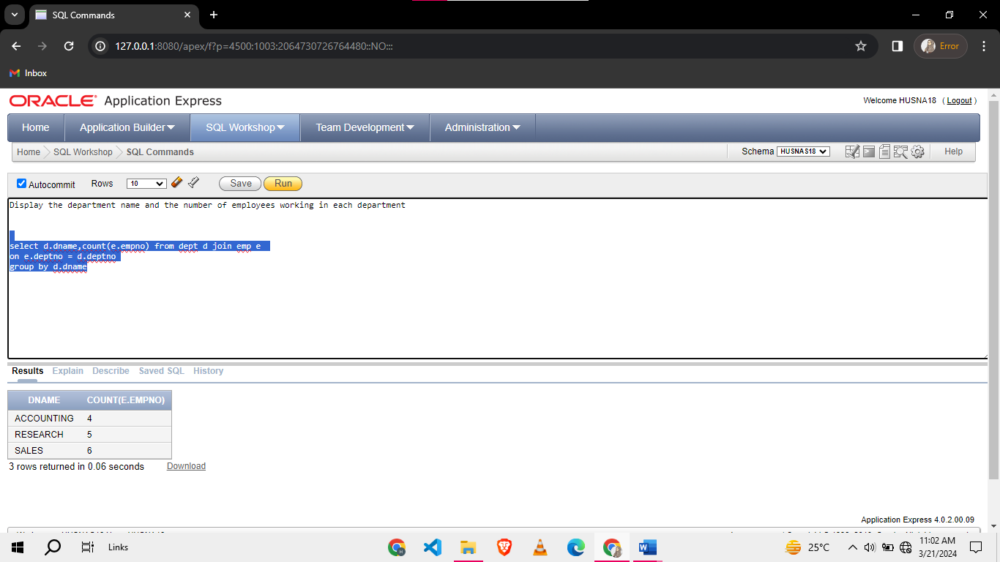 SQL Commands
127.0.0.1:8080/apex/f?p=4500:1003:2064730726764480::NO:::
Error
Inbox
ORACLE Application Express
Welcome HUSNA18 ( Logout )
Home Application Builder SQL Workshop Team Development Administration
Home SQL Workshop SQL Commands Schema HUSNAS18 Help
Autocommit Rows 10 Save Run
Display the department name and the number of employees working in each department
select d.dname,count(e.empno) from dept d join emp e
on e.deptno = d.deptno
group by d.dname
Results Explain Describe Saved SQL History
DNAME COUNT(E.EMPNO)
ACCOUNTING 4
RESEARCH 5
SALES 6
3 rows returned in 0.06 seconds Download
Application Express 4.0.2.00.09
Links 25°C 11:02 AM
3/21/2024